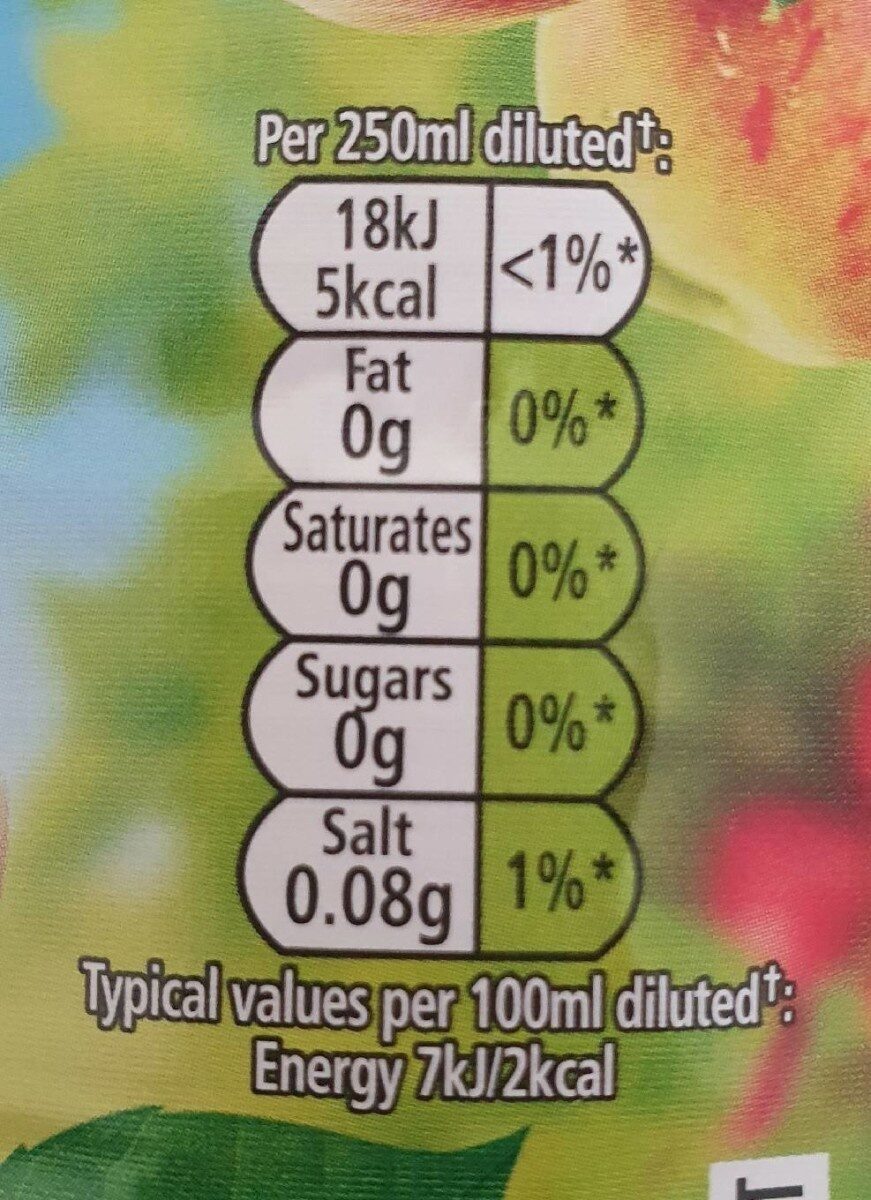 Per 250ml diluted†:
18kJ
5kcal
<1%*
Fat
0g
0%*
Saturates
0g
0%*
Sugars
0g
0%*
Salt
0.08g
1%*
Typical values per 100ml diluted†:
Energy 7kJ/2kcal